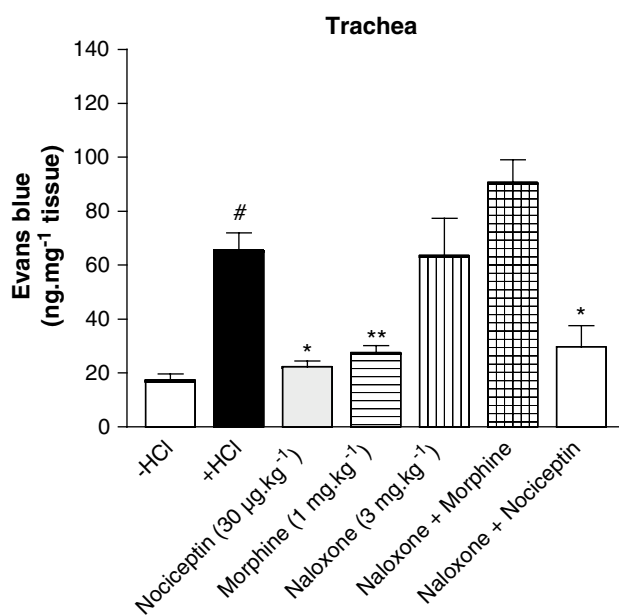 Trachea
Evans blue
(ng.mg⁻¹ tissue)
140
120
100
80
60
40
20
0
#
*
**
*
-HCl
+HCl
Nociceptin (30 µg.kg⁻¹)
Morphine (1 mg.kg⁻¹)
Naloxone (3 mg.kg⁻¹)
Naloxone + Morphine
Naloxone + Nociceptin